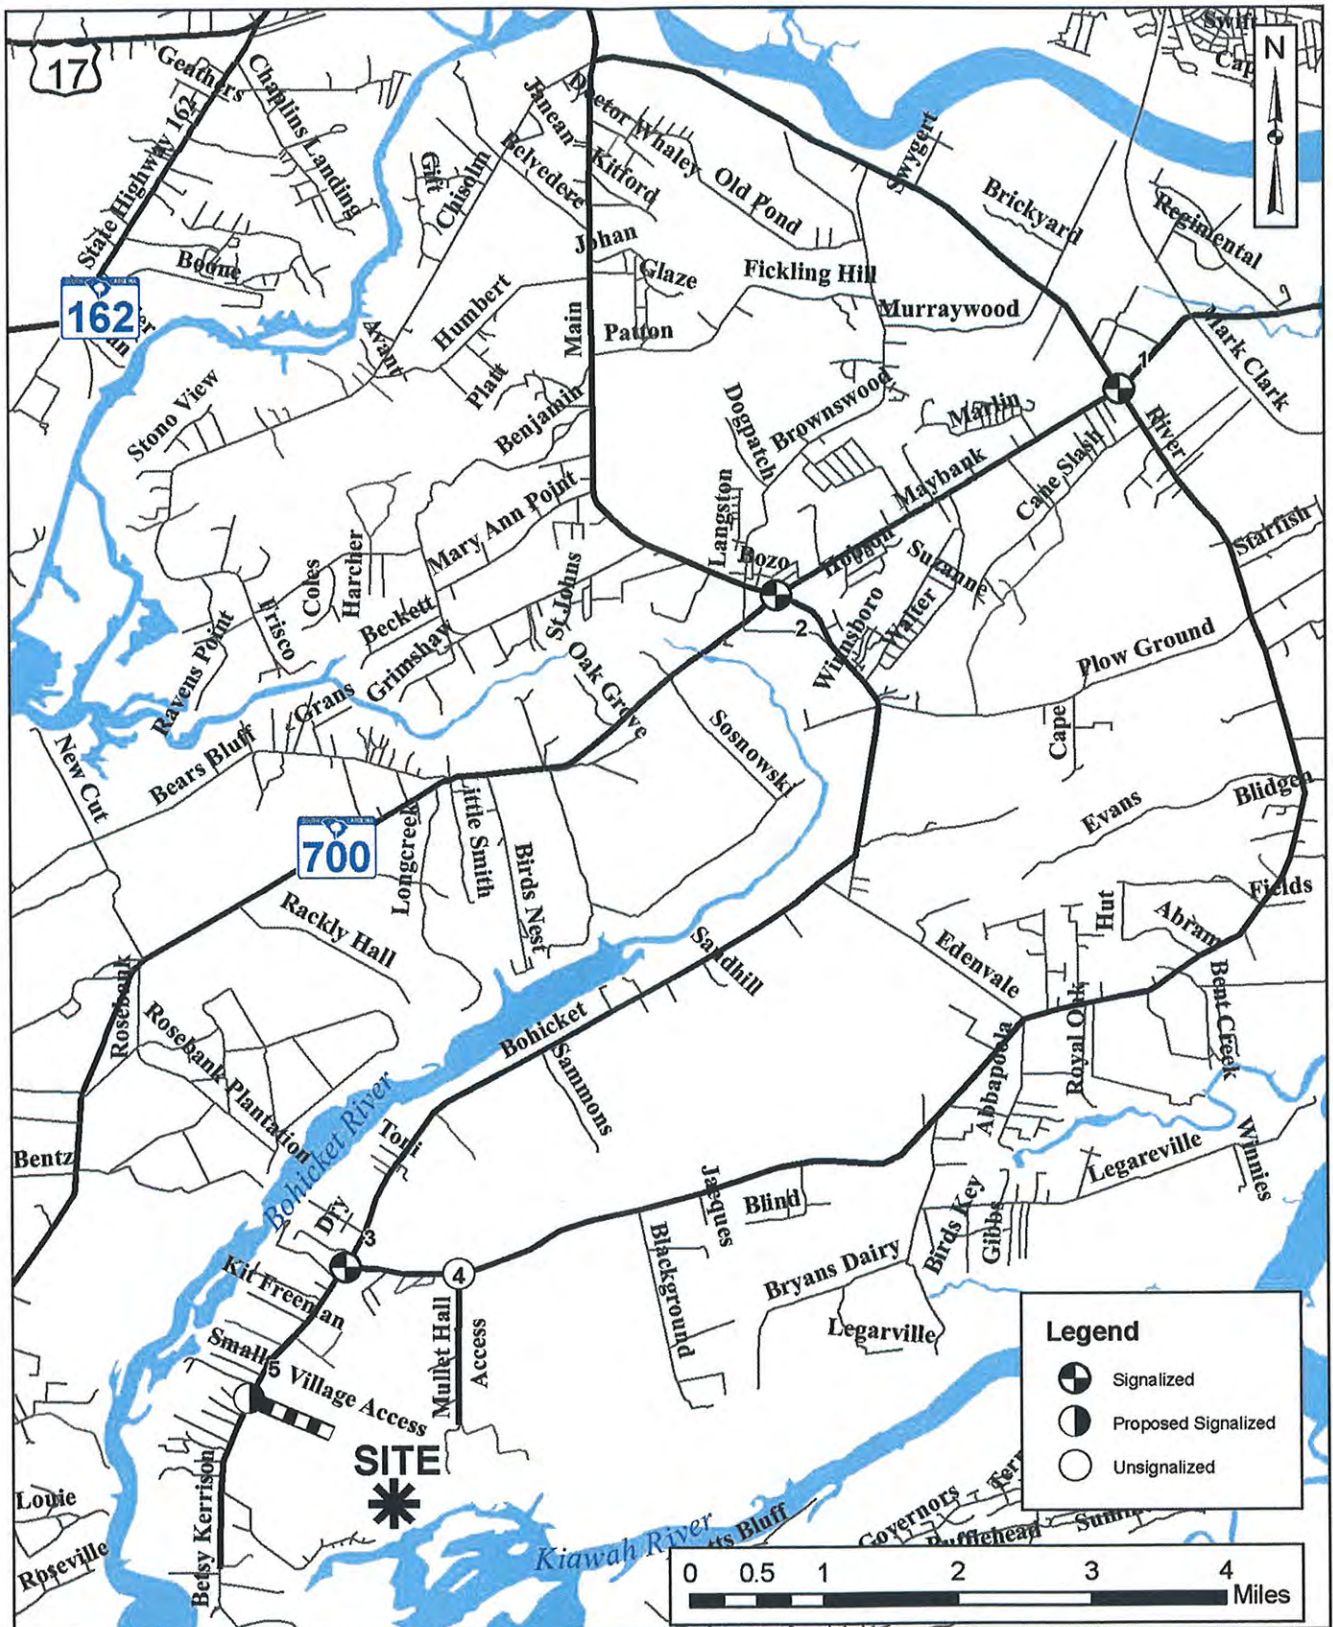 Swift
17
Geathers
Chaplins Landing
N
Janean
Doctor Whaley
Swygert
State Highway 162
Gift
Chisolm
Belvedere
Kitford
Old Pond
Brickyard
Regimental
Boone
Johan
Glaze
Fickling Hill
162
Humbert
Main
Murraywood
Avant
Patton
Mark Clark
1
Stono View
Platt
Benjamin
Dogpatch
Brownswood
Marlin
River
Mary Ann Point
Langston
Maybank
Cane Slash
Starfish
Coles
Harcher
Bozo
Hobson
Suzanne
Frisco
Beckett
St Johns
2
Winnsboro
Walter
Ravens Point
Grimshay
Oak Grove
Plow Ground
Grans
Cape
Bears Bluff
Sosnowski
New Cut
Blidgen
Evans
Little Smith
Longcreek
700
Birds Nest
Rackly Hall
Fields
Hut
Abram
Sandhill
Edenvale
Rosebank
Rosebank Plantation
Bohicket
Royal Oak
Bent Creek
Sammons
Abbapoola
Bohicket River
Toni
Bentz
Legareville
Winnies
Jacques
Blind
Dry
3
Birds Key
Gibbs
4
Blackground
Bryans Dairy
Kit Freeman
Mullet Hall
Access
Legarville
Smalls
5
Village Access
Legend
Signalized
Proposed Signalized
Unsignalized
SITE
Betsy Kerrison
Louie
Governors
Roseville
Kiawah River
Bluff
Bufflehead
0 0.5 1 2 4 Miles